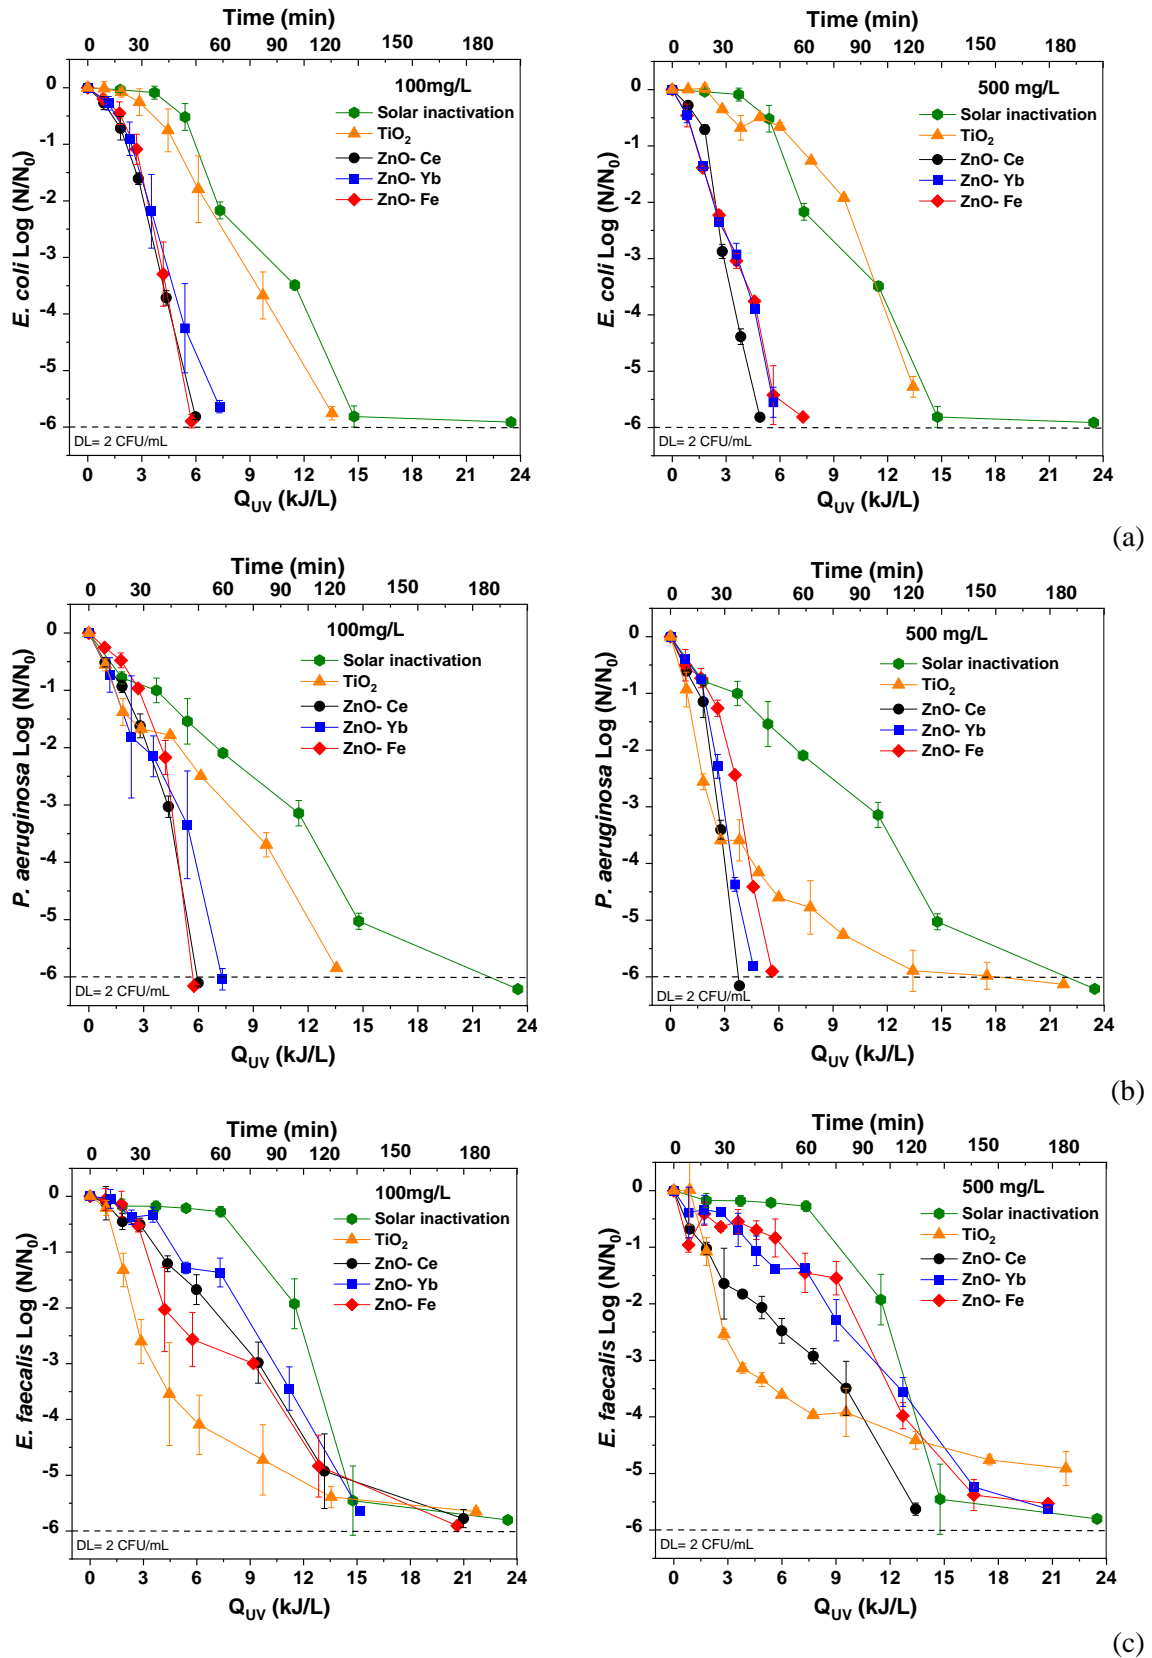 Time (min)
0 30 60 90 120 150 180
0
-1
-2
-3
-4
-5
-6
E. coli Log (N/N0)
100mg/L
Solar inactivation
TiO2
ZnO- Ce
ZnO- Yb
ZnO- Fe
DL= 2 CFU/mL
0 3 6 9 12 15 18 21 24
QUV (kJ/L)
Time (min)
0 30 60 90 120 150 180
0
-1
-2
-3
-4
-5
-6
E. coli Log (N/N0)
500 mg/L
Solar inactivation
TiO2
ZnO- Ce
ZnO- Yb
ZnO- Fe
DL= 2 CFU/mL
0 3 6 9 12 15 18 21 24
QUV (kJ/L)
(a)
Time (min)
0 30 60 90 120 150 180
0
-1
-2
-3
-4
-5
-6
P. aeruginosa Log (N/N0)
100mg/L
Solar inactivation
TiO2
ZnO- Ce
ZnO- Yb
ZnO- Fe
DL= 2 CFU/mL
0 3 6 9 12 15 18 21 24
QUV (kJ/L)
Time (min)
0 30 60 90 120 150 180
0
-1
-2
-3
-4
-5
-6
P. aeruginosa Log (N/N0)
500 mg/L
Solar inactivation
TiO2
ZnO- Ce
ZnO- Yb
ZnO- Fe
DL= 2 CFU/mL
0 3 6 9 12 15 18 21 24
QUV (kJ/L)
(b)
Time (min)
0 30 60 90 120 150 180
0
-1
-2
-3
-4
-5
-6
E. faecalis Log (N/N0)
100mg/L
Solar inactivation
TiO2
ZnO- Ce
ZnO- Yb
ZnO- Fe
DL= 2 CFU/mL
0 3 6 9 12 15 18 21 24
QUV (kJ/L)
Time (min)
0 30 60 90 120 150 180
0
-1
-2
-3
-4
-5
-6
E. faecalis Log (N/N0)
500 mg/L
Solar inactivation
TiO2
ZnO- Ce
ZnO- Yb
ZnO- Fe
DL= 2 CFU/mL
0 3 6 9 12 15 18 21 24
QUV (kJ/L)
(c)